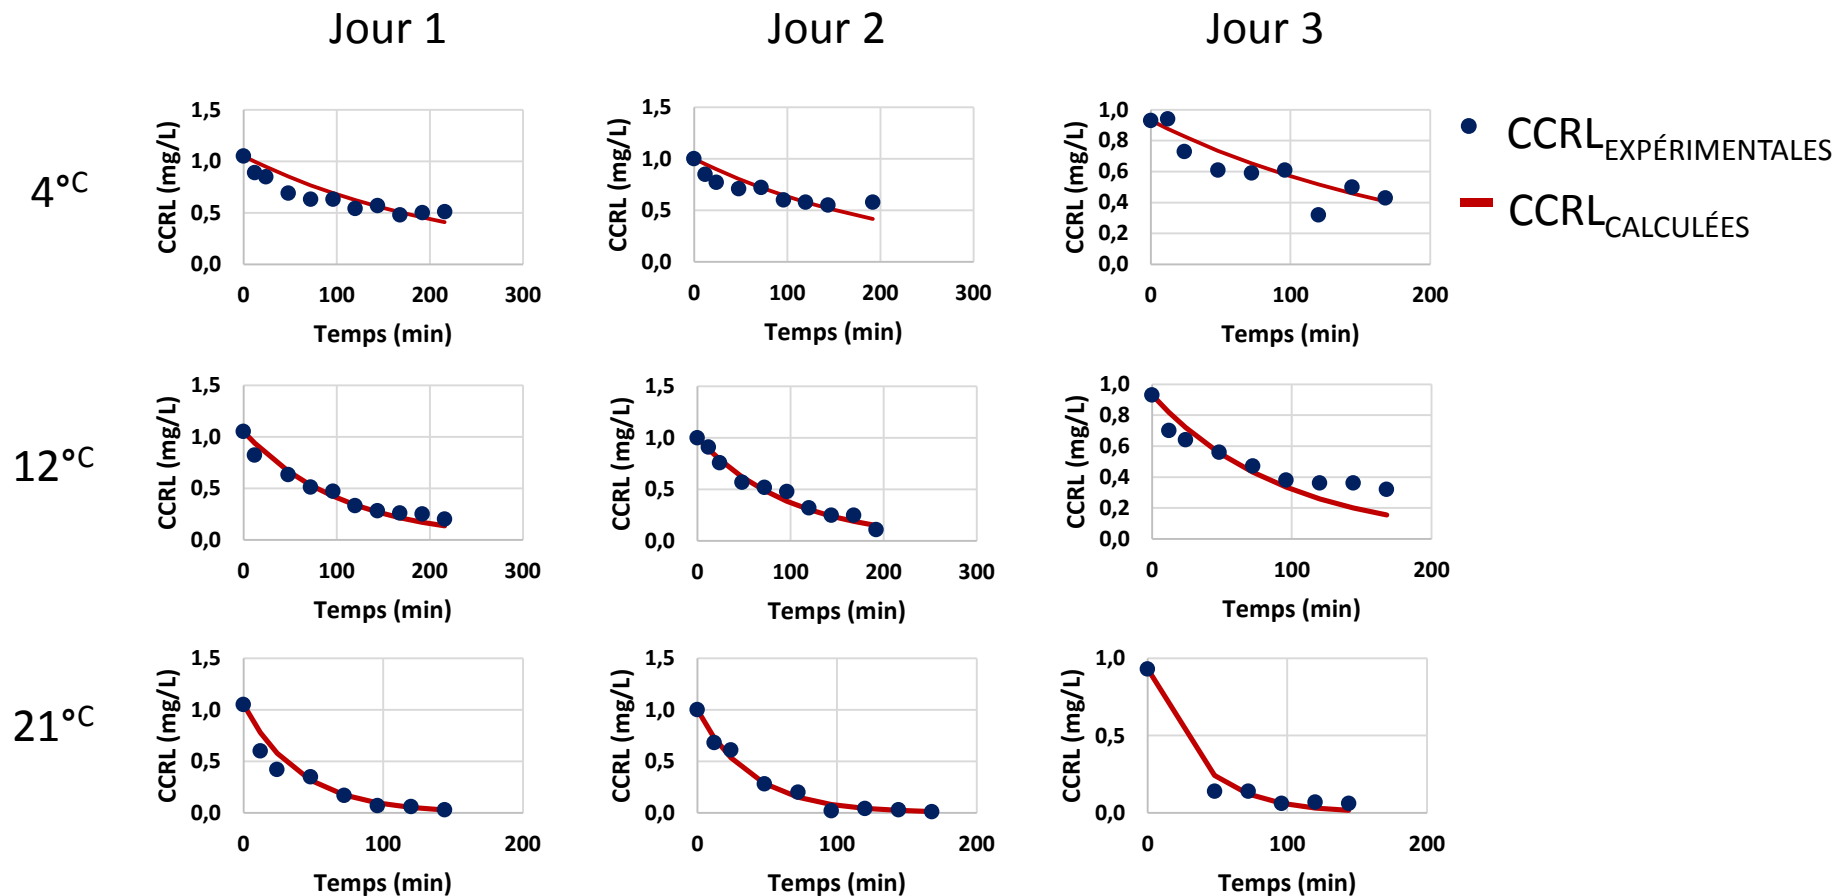 Jour 1 Jour 2 Jour 3
4°C
CCRL (mg/L)
1,5
1,0
0,5
0,0
0 100 200 300
Temps (min)
CCRL (mg/L)
1,5
1,0
0,5
0,0
0 100 200 300
Temps (min)
CCRL (mg/L)
1,0
0,8
0,6
0,4
0,2
0,0
0 100 200
Temps (min)
CCRL EXPÉRIMENTALES
CCRL CALCULÉES
12°C
CCRL (mg/L)
1,5
1,0
0,5
0,0
0 100 200 300
Temps (min)
CCRL (mg/L)
1,5
1,0
0,5
0,0
0 100 200 300
Temps (min)
CCRL (mg/L)
1,0
0,8
0,6
0,4
0,2
0,0
0 100 200
Temps (min)
21°C
CCRL (mg/L)
1,5
1,0
0,5
0,0
0 100 200
Temps (min)
CCRL (mg/L)
1,5
1,0
0,5
0,0
0 100 200
Temps (min)
CCRL (mg/L)
1,0
0,5
0,0
0 100 200
Temps (min)